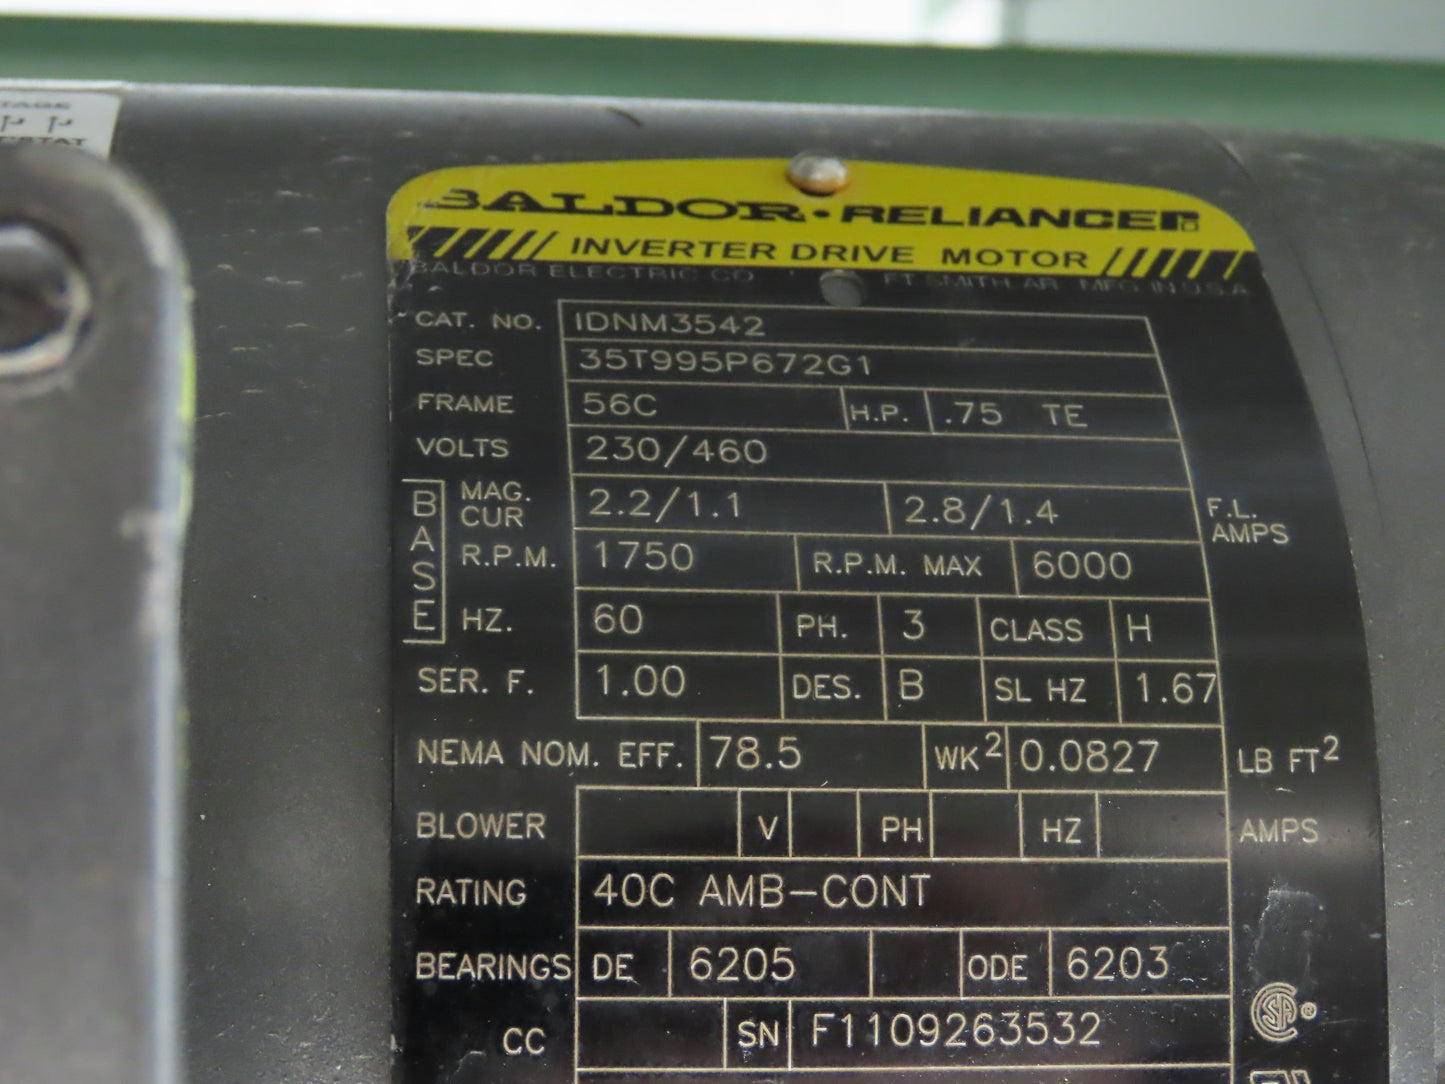 TAGE
STAT
BALDOR • RELIANCE
INVERTER DRIVE MOTOR
BALDOR ELECTRIC CO FT. SMITH, AR MFG. IN U.S.A
CAT. NO. IDNM3542
SPEC 35T995P672G1
FRAME 56C H.P. .75 TE
VOLTS 230/460
BASE
MAG. CUR 2.2/1.1 2.8/1.4 F.L. AMPS
R.P.M. 1750 R.P.M. MAX 6000
HZ. 60 PH. 3 CLASS H
SER. F. 1.00 DES. B SL HZ 1.67
NEMA NOM. EFF. 78.5 WK² 0.0827 LB FT²
BLOWER V PH HZ AMPS
RATING 40C AMB-CONT
BEARINGS DE 6205 ODE 6203
CC SN F1109263532
SA ®